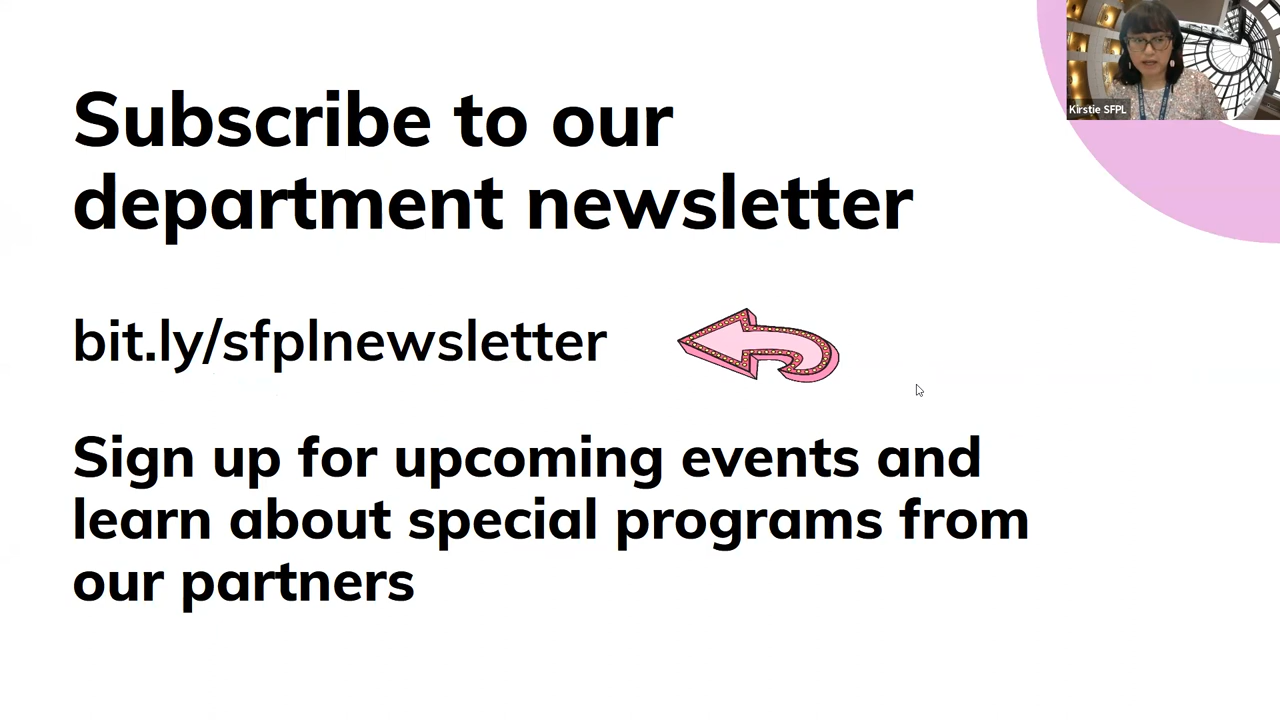 Subscribe to our
department newsletter
bit.ly/sfplnewsletter
Sign up for upcoming events and
learn about special programs from
our partners
Kirstie SFPL